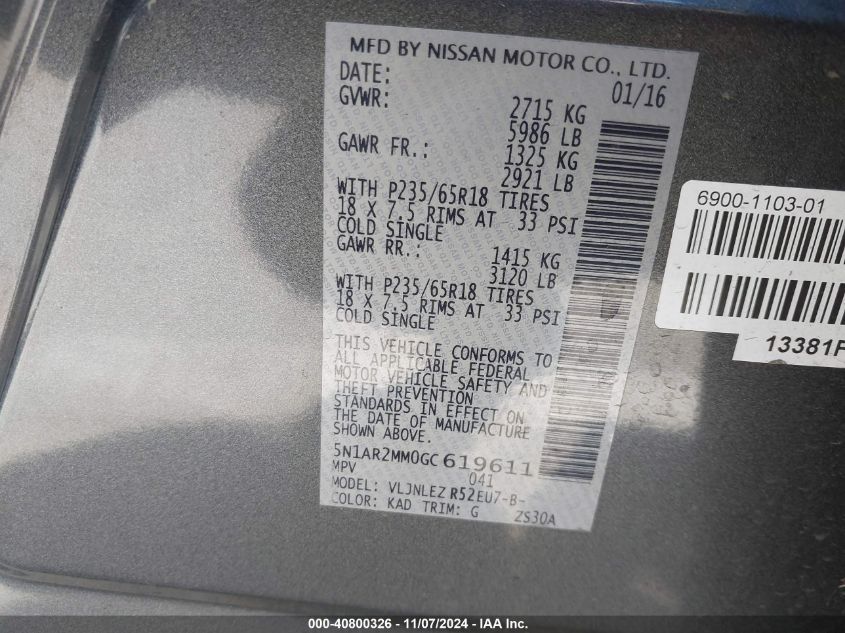 MFD BY NISSAN MOTOR CO., LTD.
DATE: 01/16
GVWR: 2715 KG
5986 LB
GAWR FR.: 1325 KG
2921 LB
WITH P235/65R18 TIRES
18 X 7.5 RIMS AT 33 PSI
COLD SINGLE
GAWR RR.: 1415 KG
3120 LB
WITH P235/65R18 TIRES
18 X 7.5 RIMS AT 33 PSI
COLD SINGLE
THIS VEHICLE CONFORMS TO
ALL APPLICABLE FEDERAL
MOTOR VEHICLE SAFETY AND
THEFT PREVENTION
STANDARDS IN EFFECT ON
THE DATE OF MANUFACTURE
SHOWN ABOVE.
5N1AR2MM0GC619611
MPV 041
MODEL: VLJNLEZ R52EU7-B-
COLOR: KAD TRIM: G ZS30A
6900-1103-01
13381F
000-40800326 - 11/07/2024 - IAA Inc.